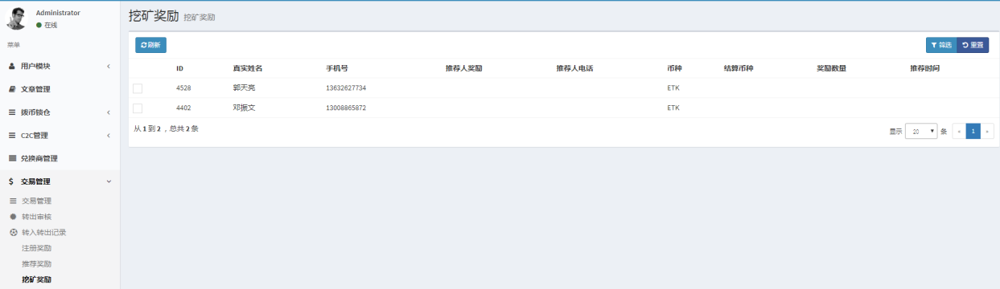 Administrator
在线
菜单
用户模块
文章管理
拨币锁仓
C2C管理
兑换商管理
交易管理
交易管理
转出审核
转入转出记录
注册奖励
推荐奖励
挖矿奖励
挖矿奖励 挖矿奖励
刷新 筛选 重置
ID 真实姓名 手机号 推荐人奖励 推荐人电话 币种 结算币种 奖励数量 推荐时间
4528 郭天亮 13632627734 ETK
4402 邓振文 13008865872 ETK
从 1 到 2 ，总共 2 条 显示 20 条 « 1 »